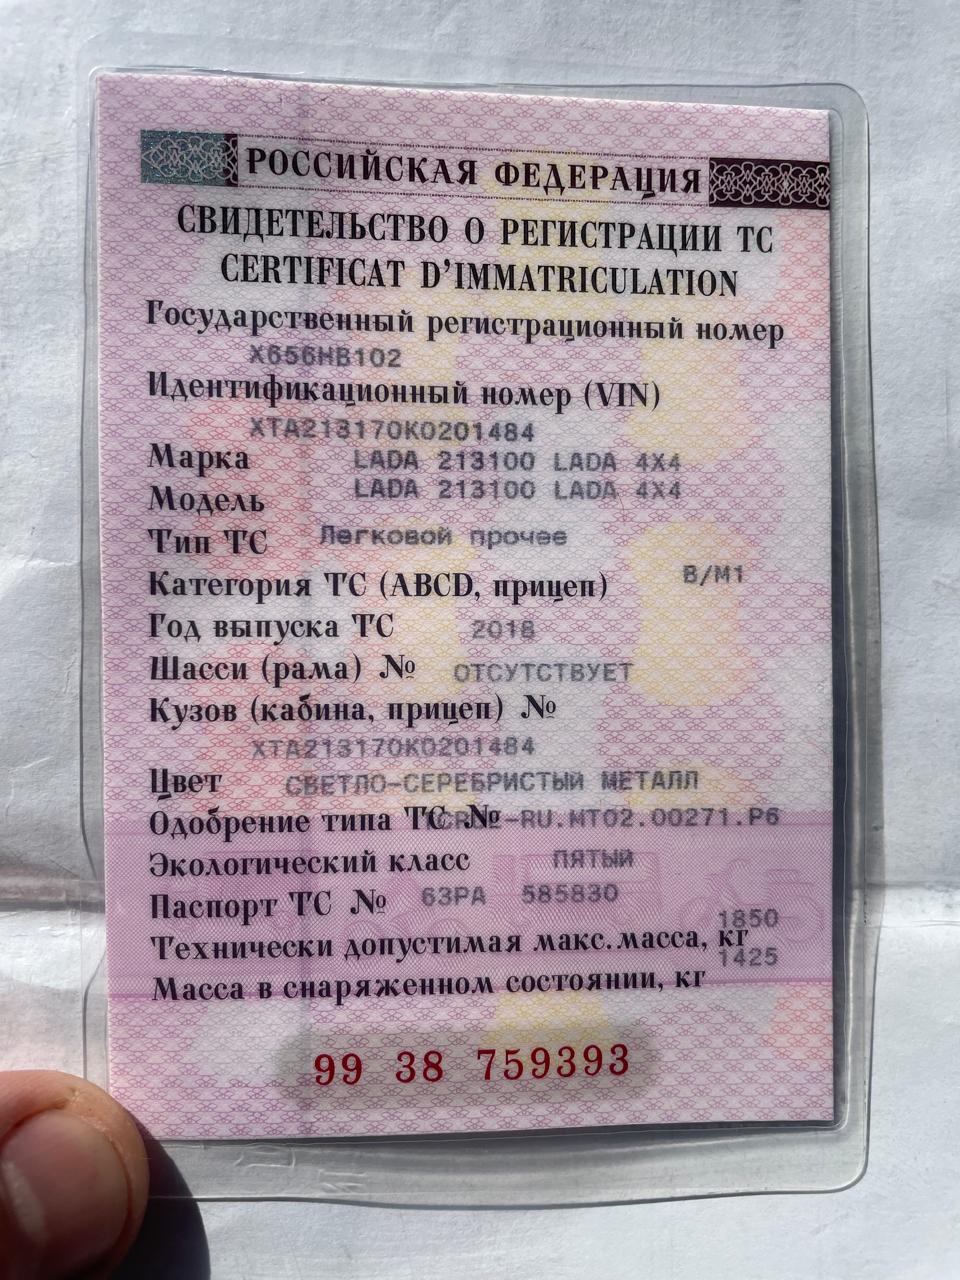 РОССИЙСКАЯ ФЕДЕРАЦИЯ
СВИДЕТЕЛЬСТВО О РЕГИСТРАЦИИ ТС
CERTIFICAT D'IMMATRICULATION
Государственный регистрационный номер
Х656НВ102
Идентификационный номер (VIN)
XTA213170K0201484
Марка LADA 213100 LADA 4X4
Модель LADA 213100 LADA 4X4
Тип ТС Легковой прочее
Категория ТС (ABCD, прицеп) B/M1
Год выпуска ТС 2018
Шасси (рама) № ОТСУТСТВУЕТ
Кузов (кабина, прицеп) №
XTA213170K0201484
Цвет СВЕТЛО-СЕРЕБРИСТЫЙ МЕТАЛЛ
Одобрение типа ТС № -RU.MT02.00271.P6
Экологический класс ПЯТЫЙ
Паспорт ТС № 63РА 585830
Технически допустимая макс. масса, кг 1850
Масса в снаряженном состоянии, кг 1425
99 38 759393